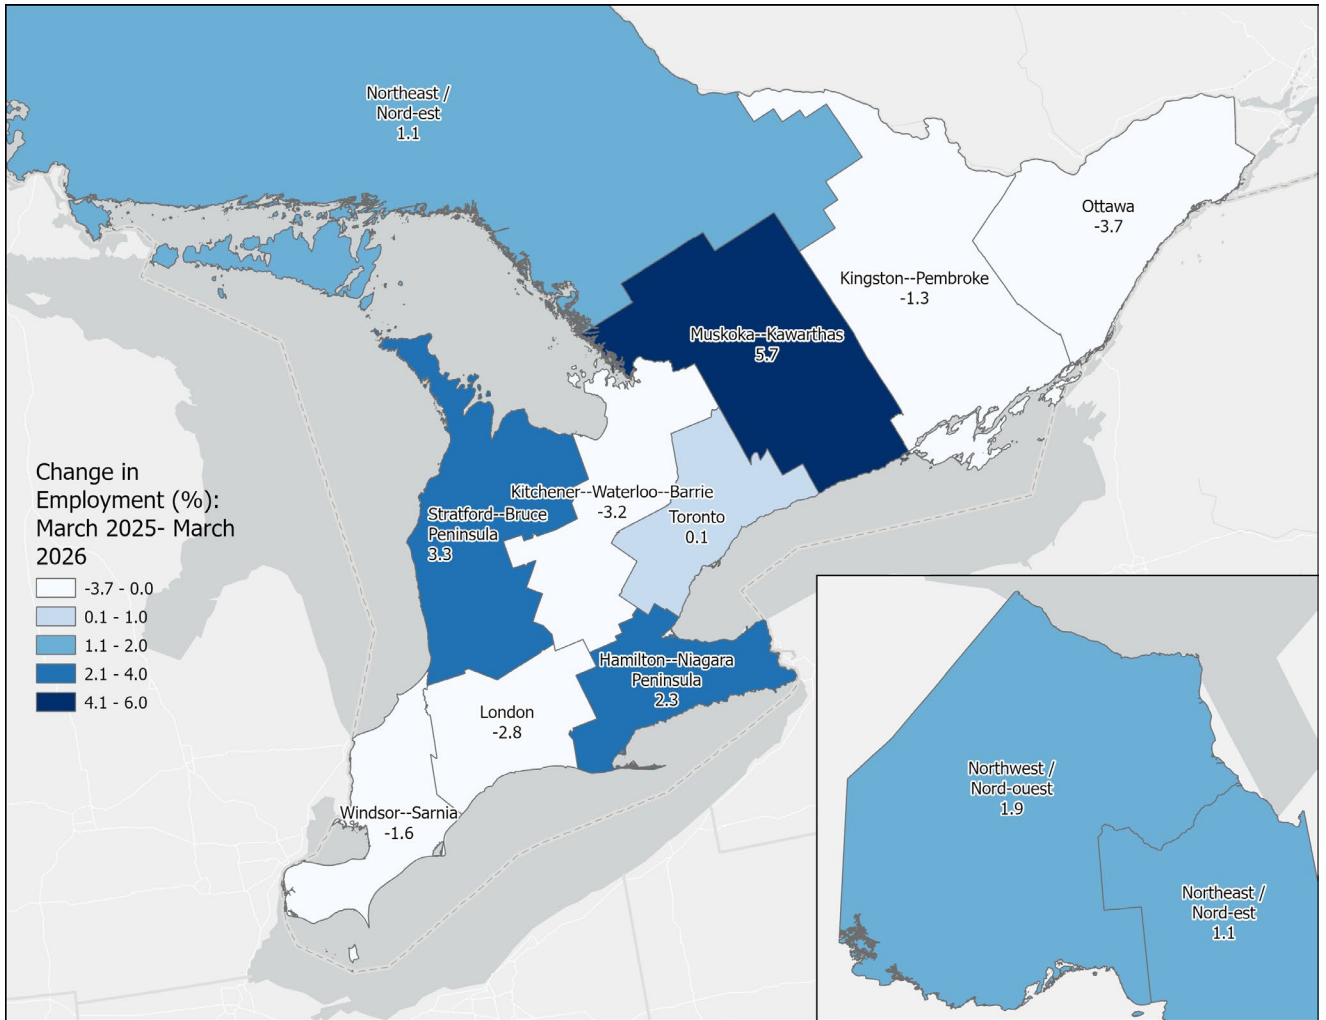 Northeast /
Nord-est
1.1
Ottawa
-3.7
Kingston--Pembroke
-1.3
Muskoka--Kawarthas
5.7
Kitchener--Waterloo--Barrie
-3.2
Stratford--Bruce
Peninsula
3.3
Toronto
0.1
Hamilton--Niagara
Peninsula
2.3
London
-2.8
Windsor--Sarnia
-1.6
Change in
Employment (%):
March 2025- March
2026
-3.7 - 0.0
0.1 - 1.0
1.1 - 2.0
2.1 - 4.0
4.1 - 6.0
Northwest /
Nord-ouest
1.9
Northeast /
Nord-est
1.1